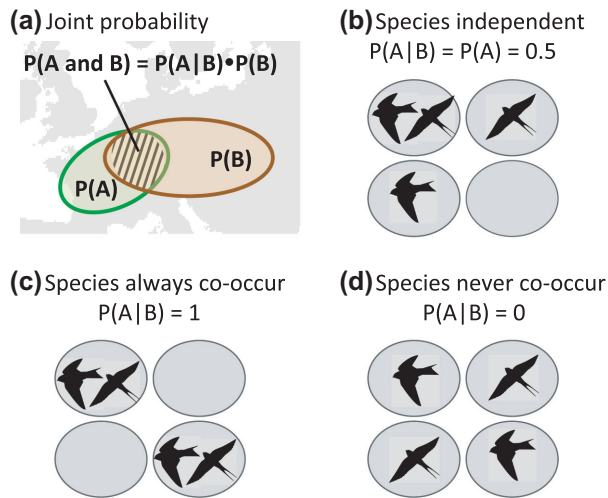 (a) Joint probability
P(A and B) = P(A|B)•P(B)
P(A)
P(B)
(b) Species independent
P(A|B) = P(A) = 0.5
(c) Species always co-occur
P(A|B) = 1
(d) Species never co-occur
P(A|B) = 0